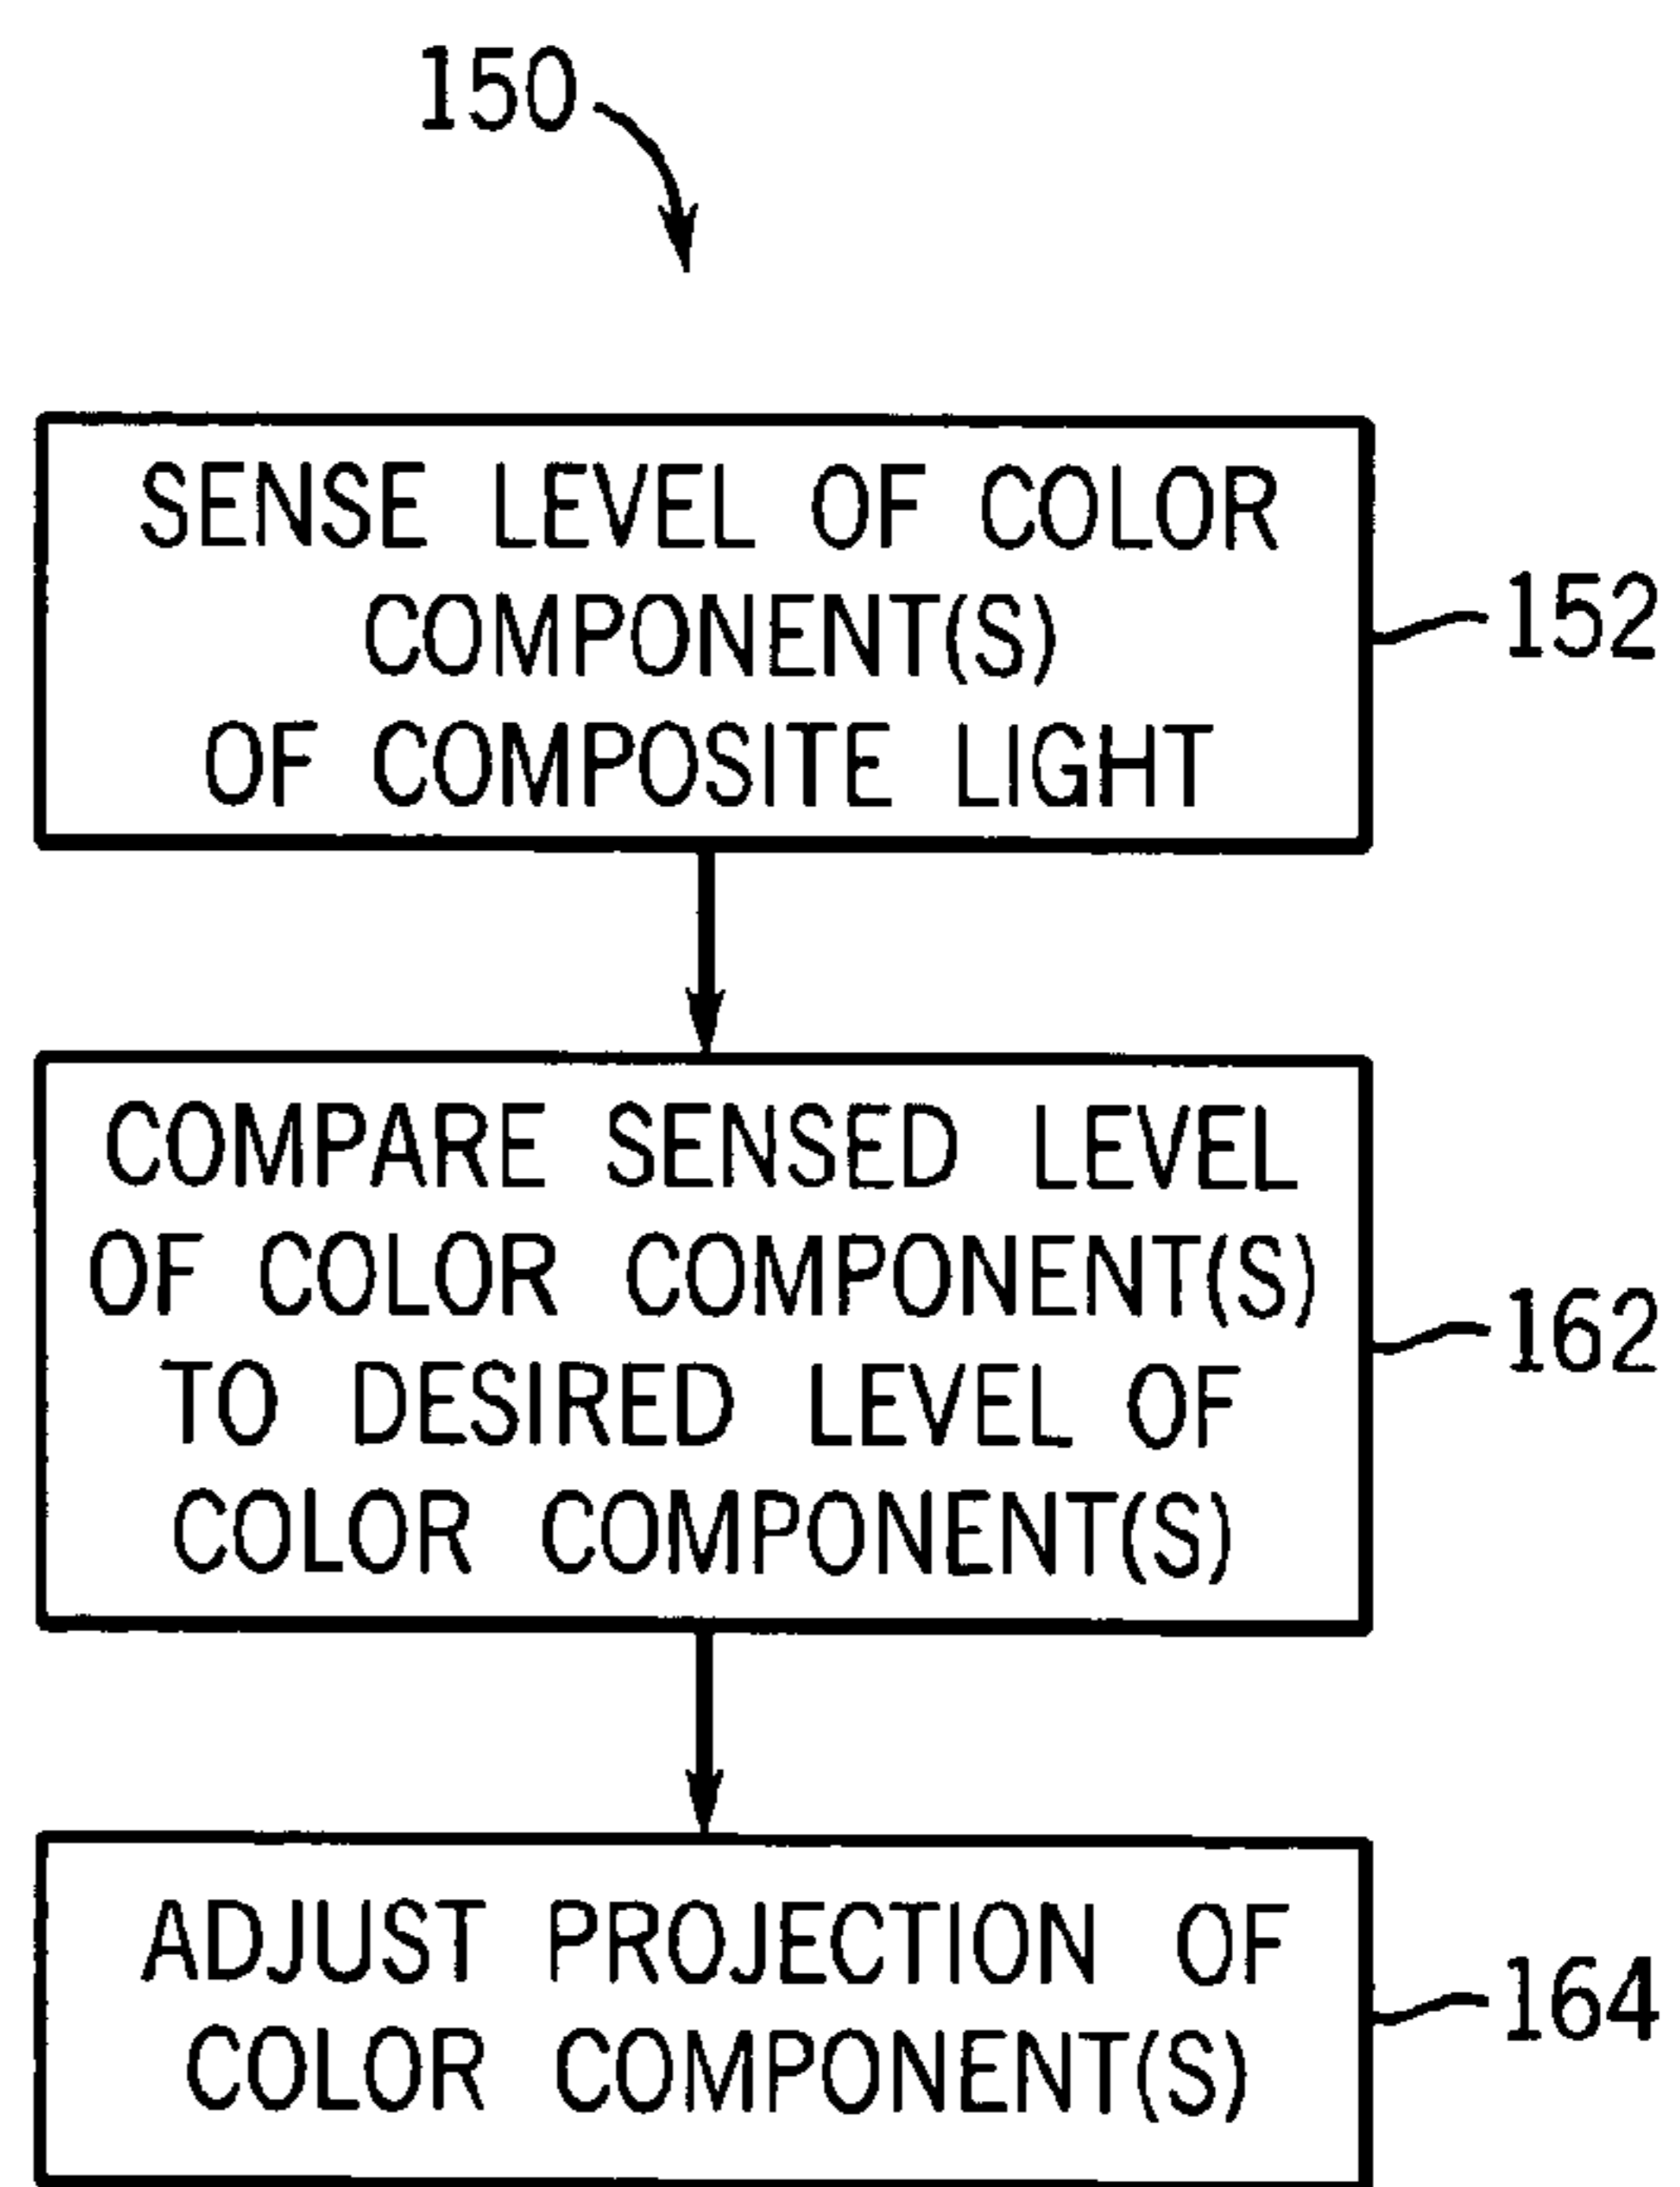 150
SENSE LEVEL OF COLOR
COMPONENT(S)
OF COMPOSITE LIGHT
152
COMPARE SENSED LEVEL
OF COLOR COMPONENT(S)
TO DESIRED LEVEL OF
COLOR COMPONENT(S)
162
ADJUST PROJECTION OF
COLOR COMPONENT(S)
164